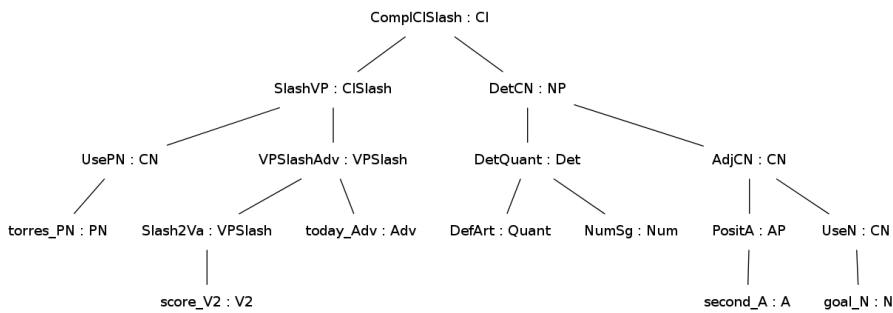 ComplClSlash : Cl
SlashVP : ClSlash
DetCN : NP
UsePN : CN
VPSlashAdv : VPSlash
DetQuant : Det
AdjCN : CN
torres_PN : PN
Slash2Va : VPSlash
today_Adv : Adv
DefArt : Quant
NumSg : Num
PositA : AP
UseN : CN
score_V2 : V2
second_A : A
goal_N : N